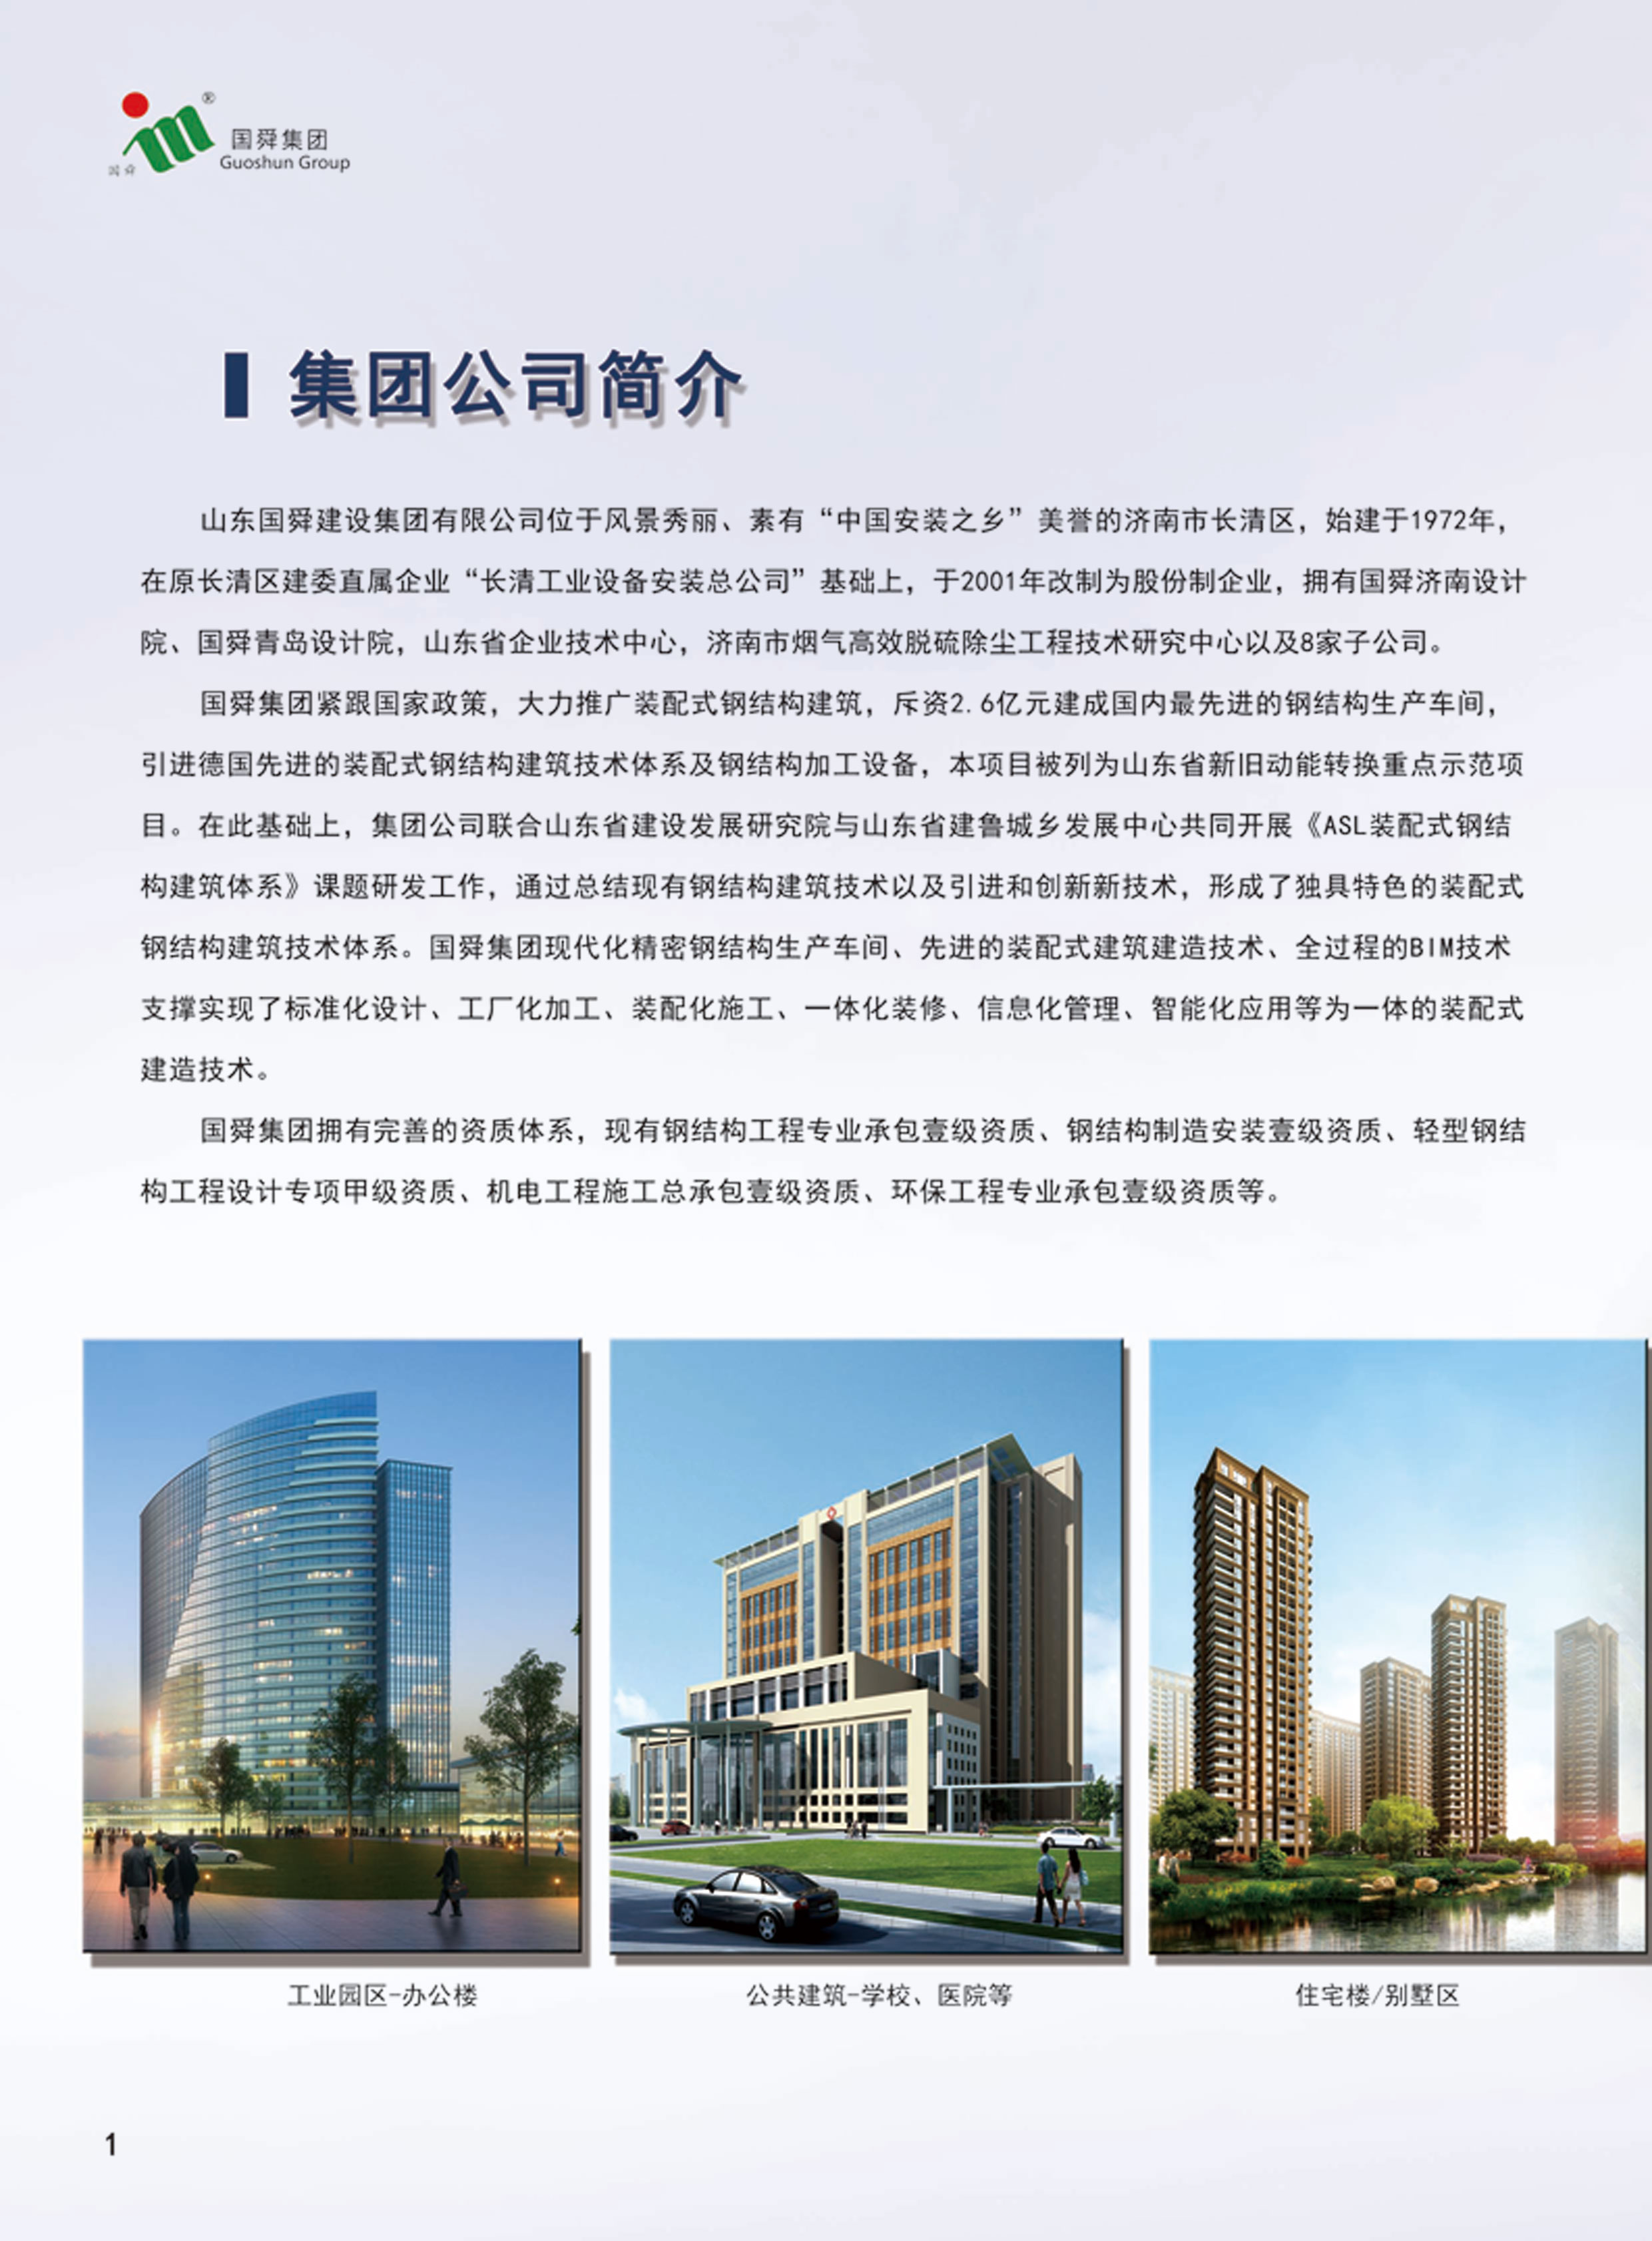 ®
国舜集团
国舜
Guoshun Group
集团公司简介
山东国舜建设集团有限公司位于风景秀丽、素有“中国安装之乡”美誉的济南市长清区，始建于1972年，
在原长清区建委直属企业“长清工业设备安装总公司”基础上，于2001年改制为股份制企业，拥有国舜济南设计
院、国舜青岛设计院，山东省企业技术中心，济南市烟气高效脱硫除尘工程技术研究中心以及8家子公司。
国舜集团紧跟国家政策，大力推广装配式钢结构建筑，斥资2.6亿元建成国内最先进的钢结构生产车间，
引进德国先进的装配式钢结构建筑技术体系及钢结构加工设备，本项目被列为山东省新旧动能转换重点示范项
目。在此基础上，集团公司联合山东省建设发展研究院与山东省建鲁城乡发展中心共同开展《ASL装配式钢结
构建筑体系》课题研发工作，通过总结现有钢结构建筑技术以及引进和创新新技术，形成了独具特色的装配式
钢结构建筑技术体系。国舜集团现代化精密钢结构生产车间、先进的装配式建筑建造技术、全过程的BIM技术
支撑实现了标准化设计、工厂化加工、装配化施工、一体化装修、信息化管理、智能化应用等为一体的装配式
建造技术。
国舜集团拥有完善的资质体系，现有钢结构工程专业承包壹级资质、钢结构制造安装壹级资质、轻型钢结
构工程设计专项甲级资质、机电工程施工总承包壹级资质、环保工程专业承包壹级资质等。
工业园区-办公楼
公共建筑-学校、医院等
住宅楼/别墅区
1